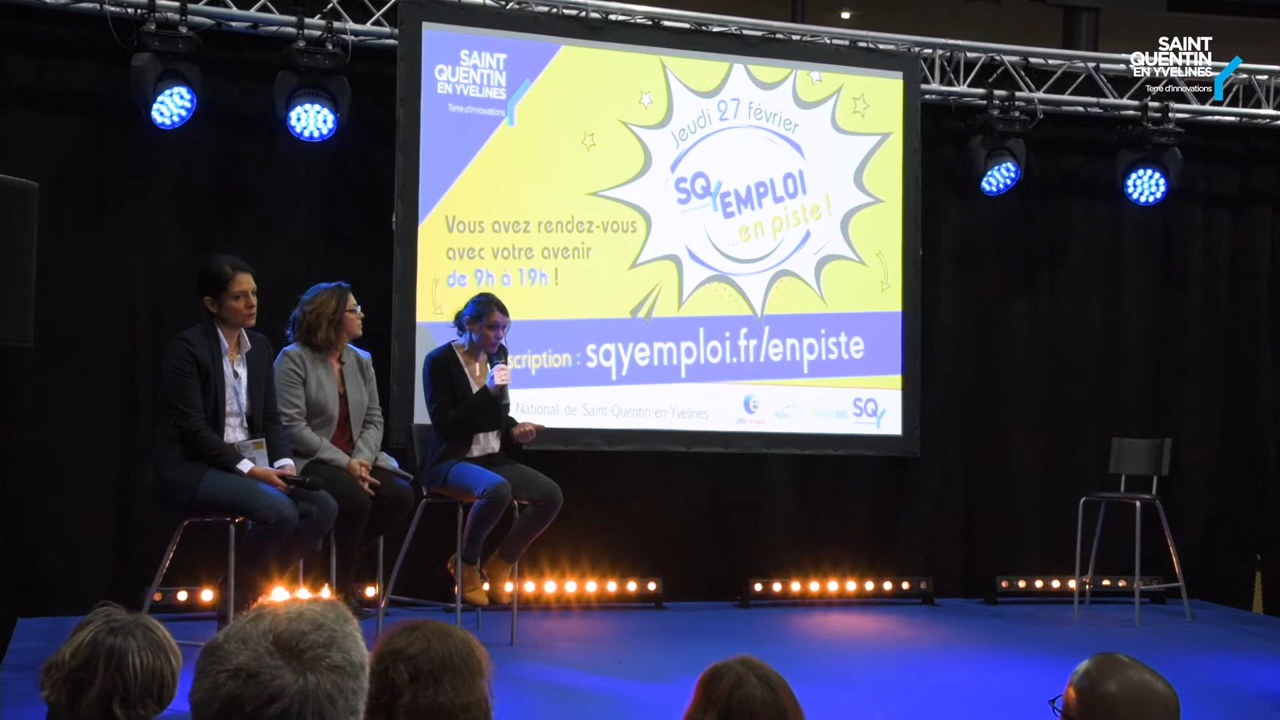 SAINT
QUENTIN
EN YVELINES
Terre d'innovations
Jeudi 27 février
SQY EMPLOI
...en piste !
Vous avez rendez-vous
avec votre avenir
de 9h à 19h !
scription : sqyemploi.fr/enpiste
National de Saint-Quentin-en-Yvelines
pôle emploi
SQY
SAINT
QUENTIN
EN YVELINES
Terre d'innovations